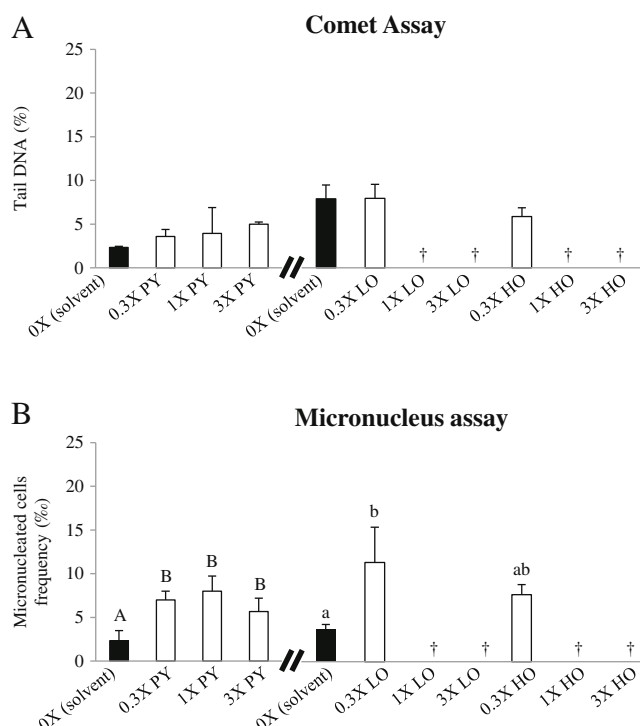 A
Comet Assay
Tail DNA (%)
25
20
15
10
5
0
† † † † 
0X (solvent) 0.3X PY 1X PY 3X PY 0X (solvent) 0.3X LO 1X LO 3X LO 0.3X HO 1X HO 3X HO
B
Micronucleus assay
Micronucleated cells
frequency (‰)
25
20
15
10
5
0
A B B B a b † † ab † †
0X (solvent) 0.3X PY 1X PY 3X PY 0X (solvent) 0.3X LO 1X LO 3X LO 0.3X HO 1X HO 3X HO